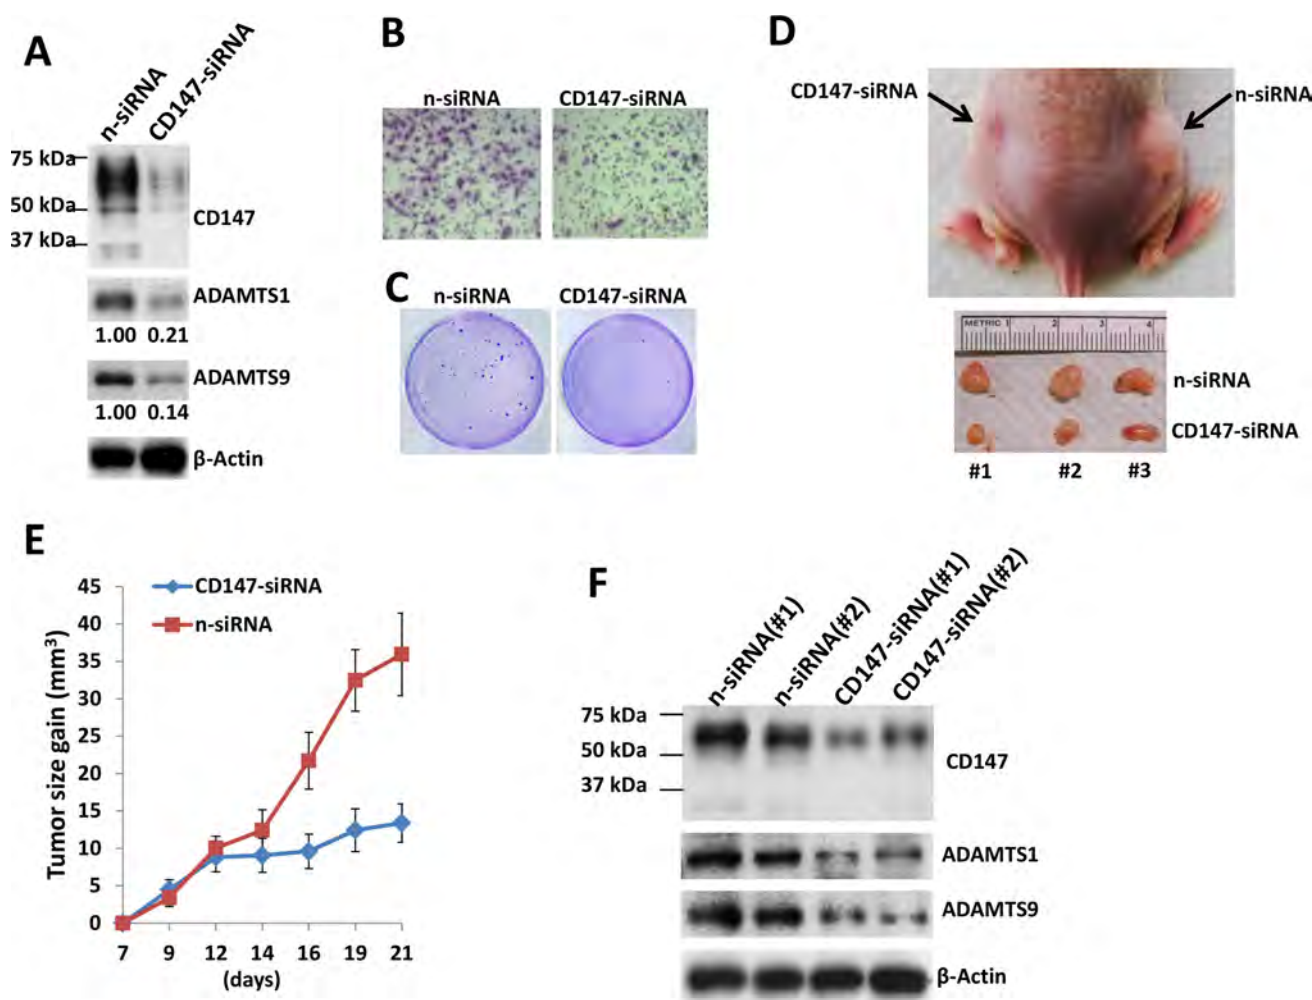 A
n-siRNA
CD147-siRNA
75 kDa
50 kDa
37 kDa
CD147
ADAMTS1
1.00 0.21
ADAMTS9
1.00 0.14
β-Actin
B
n-siRNA CD147-siRNA
C
n-siRNA CD147-siRNA
D
CD147-siRNA
n-siRNA
METRIC 1 2 3 4
n-siRNA
CD147-siRNA
#1 #2 #3
E
CD147-siRNA
n-siRNA
Tumor size gain (mm³)
45
40
35
30
25
20
15
10
5
0
7 9 12 14 16 19 21
(days)
F
n-siRNA(#1)
n-siRNA(#2)
CD147-siRNA(#1)
CD147-siRNA(#2)
75 kDa
50 kDa
37 kDa
CD147
ADAMTS1
ADAMTS9
β-Actin